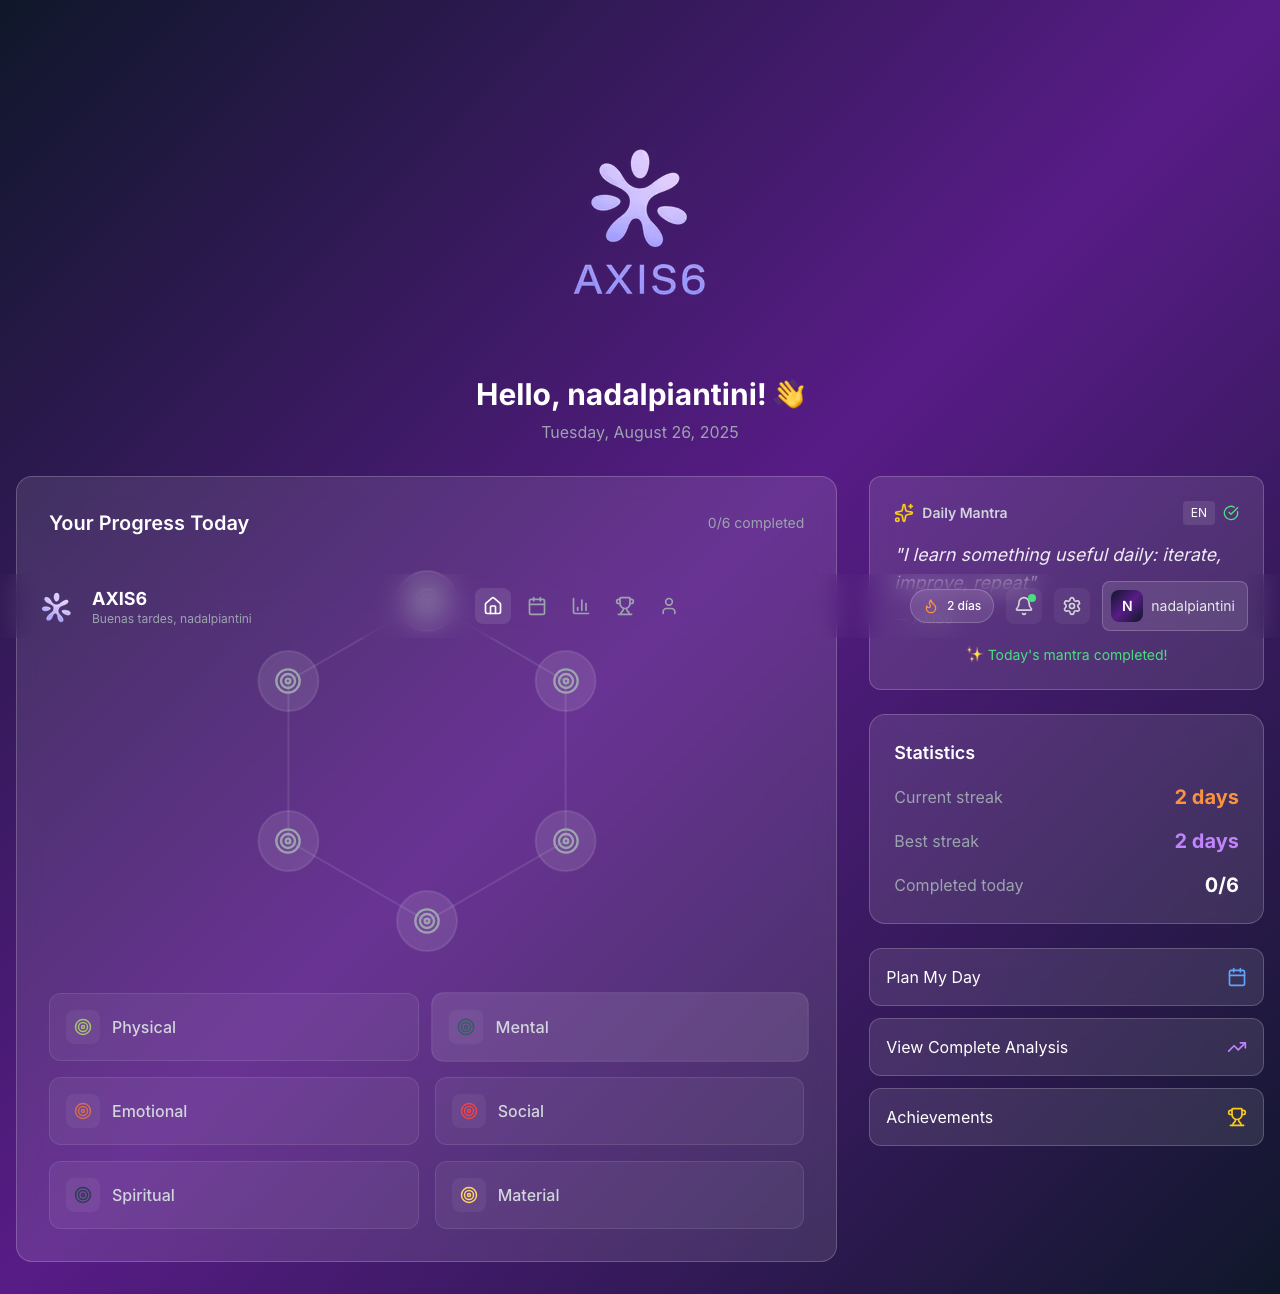 AXIS6
Hello, nadalpiantini! 👋
Tuesday, August 26, 2025
Your Progress Today
0/6 completed
AXIS6
Buenas tardes, nadalpiantini
Physical
Mental
Emotional
Social
Spiritual
Material
Daily Mantra
EN
"I learn something useful daily: iterate,
improve, repeat"
2 días
N
nadalpiantini
✨ Today's mantra completed!
Statistics
Current streak
2 days
Best streak
2 days
Completed today
0/6
Plan My Day
View Complete Analysis
Achievements